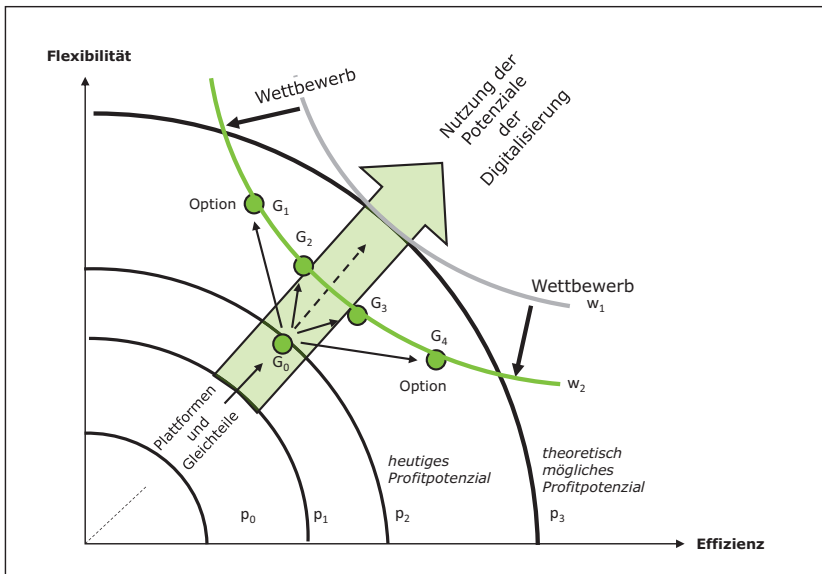 Flexibilität
Wettbewerb
Nutzung der
Potenziale
der
Digitalisierung
Option
G1
G2
Wettbewerb
w1
G3
G4
G0
Option
w2
Plattformen
und
Gleichteile
heutiges
Profitpotenzial
theoretisch
mögliches
Profitpotenzial
p0
p1
p2
p3
Effizienz